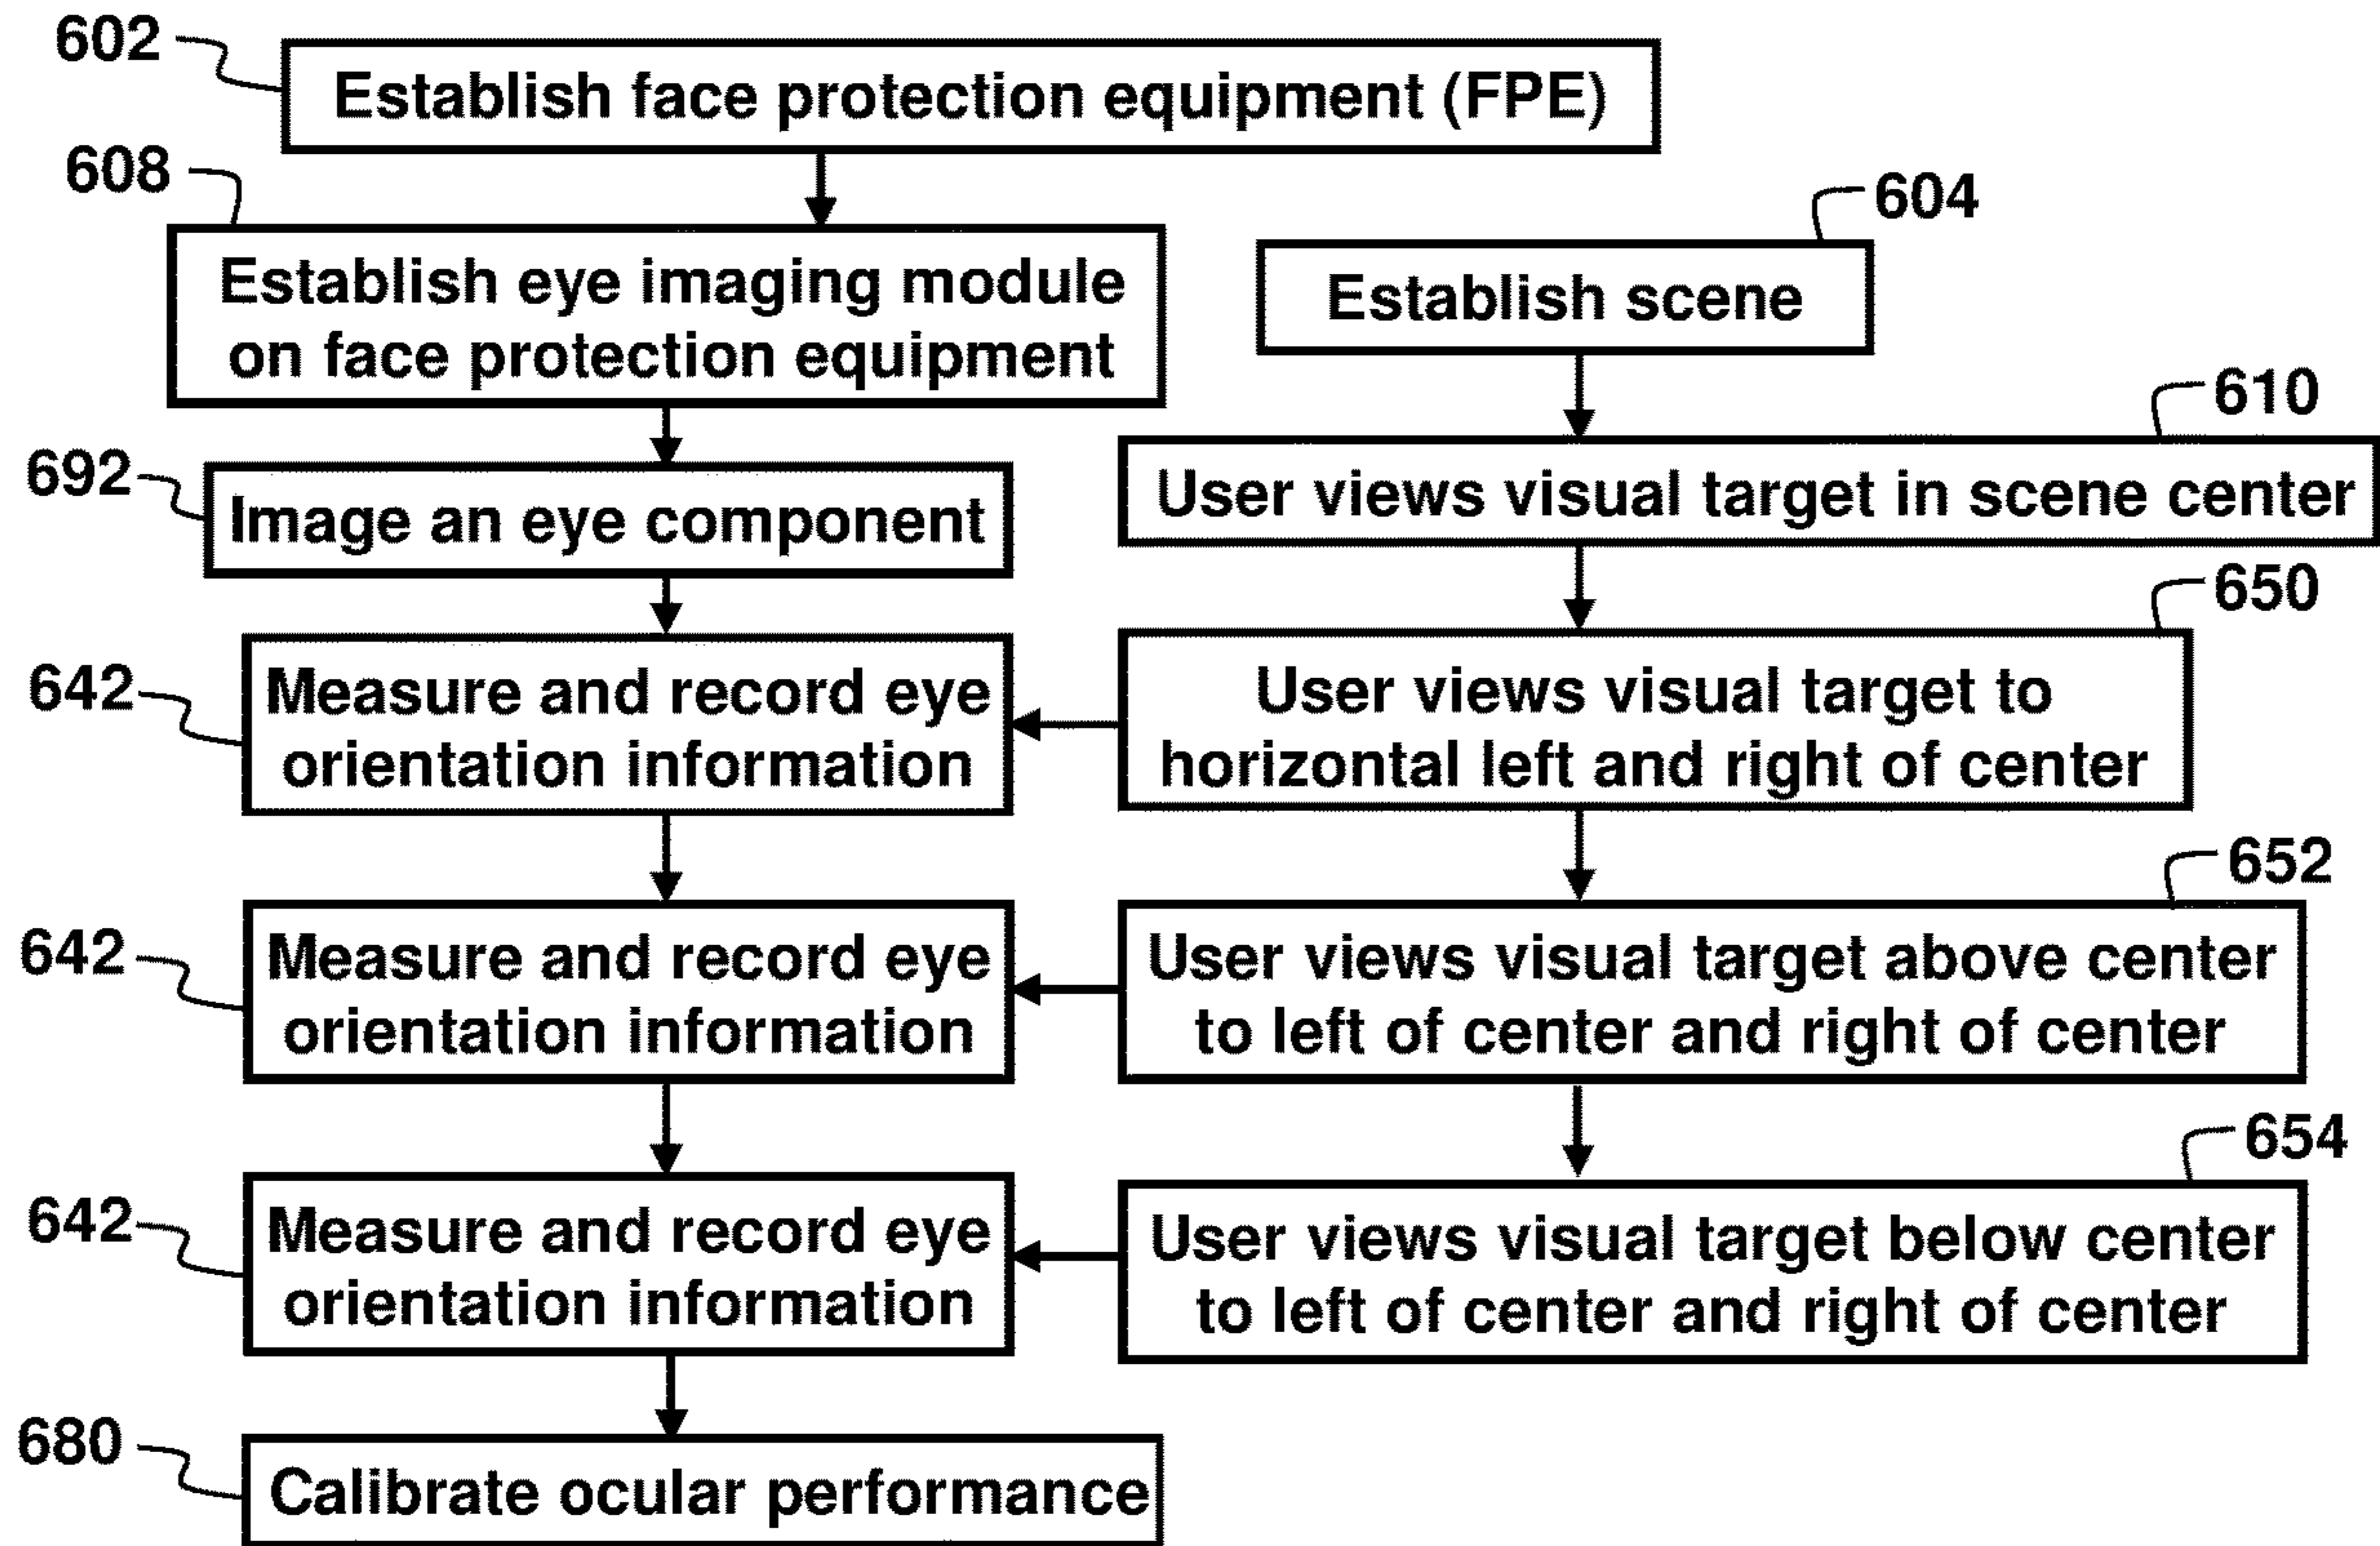 602
Establish face protection equipment (FPE)
608
Establish eye imaging module
on face protection equipment
604
Establish scene
610
User views visual target in scene center
692
Image an eye component
650
User views visual target to
horizontal left and right of center
642
Measure and record eye
orientation information
652
User views visual target above center
to left of center and right of center
642
Measure and record eye
orientation information
654
User views visual target below center
to left of center and right of center
642
Measure and record eye
orientation information
680
Calibrate ocular performance